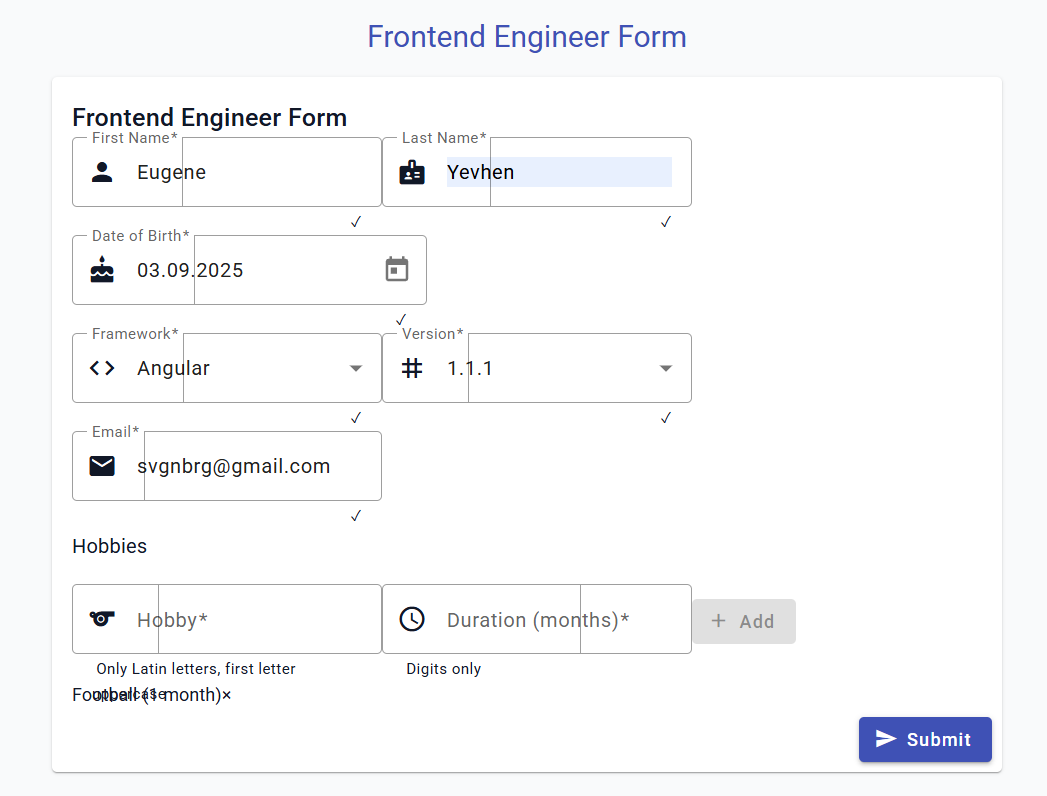 Frontend Engineer Form
Frontend Engineer Form
First Name* Last Name*
Eugene Yevhen
✓ ✓
Date of Birth*
03.09.2025
✓
Framework* Version*
Angular 1.1.1
✓ ✓
Email*
svgnbrg@gmail.com
✓
Hobbies
Hobby* Duration (months)* + Add
Only Latin letters, first letter Digits only
uppercase
Football (1 month)×
Submit